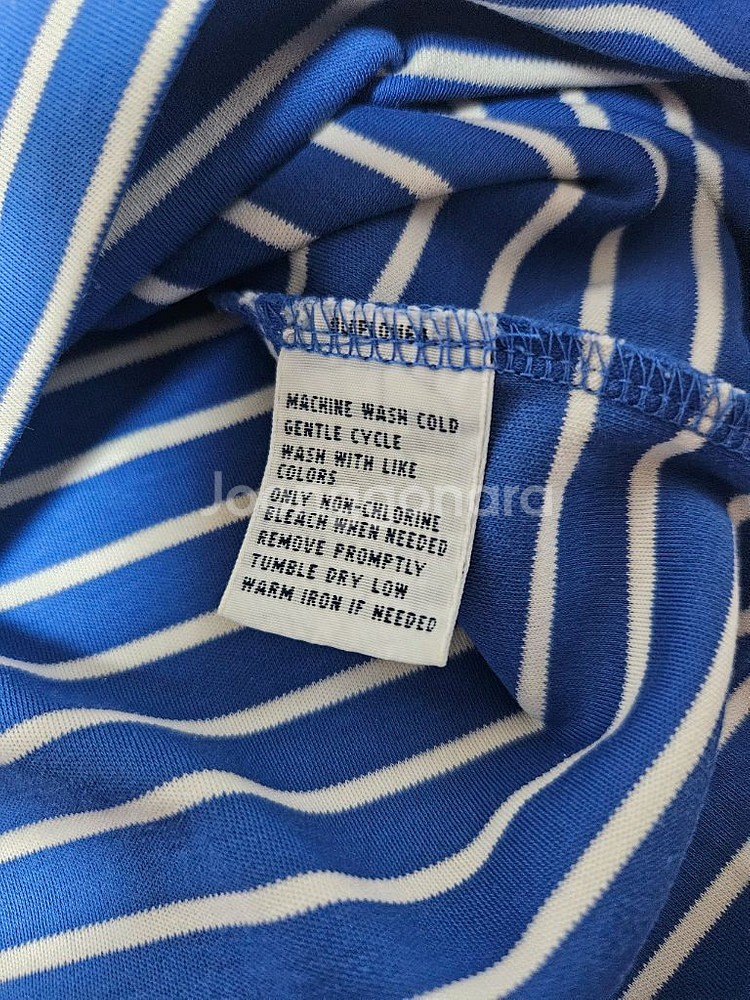 MACHINE WASH COLD
GENTLE CYCLE
WASH WITH LIKE
COLORS
ONLY NON-CHLORINE
BLEACH WHEN NEEDED
REMOVE PROMPTLY
TUMBLE DRY LOW
WARM IRON IF NEEDED